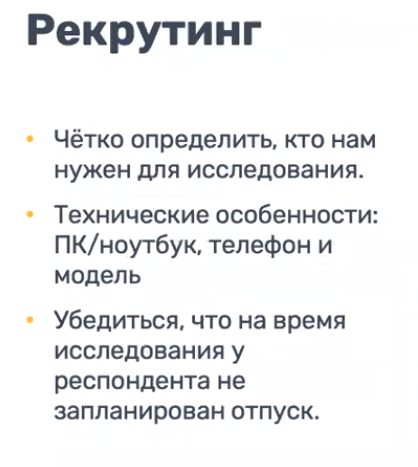 Рекрутинг
• Чётко определить, кто нам
нужен для исследования.
• Технические особенности:
ПК/ноутбук, телефон и
модель
• Убедиться, что на время
исследования у
респондента не
запланирован отпуск.